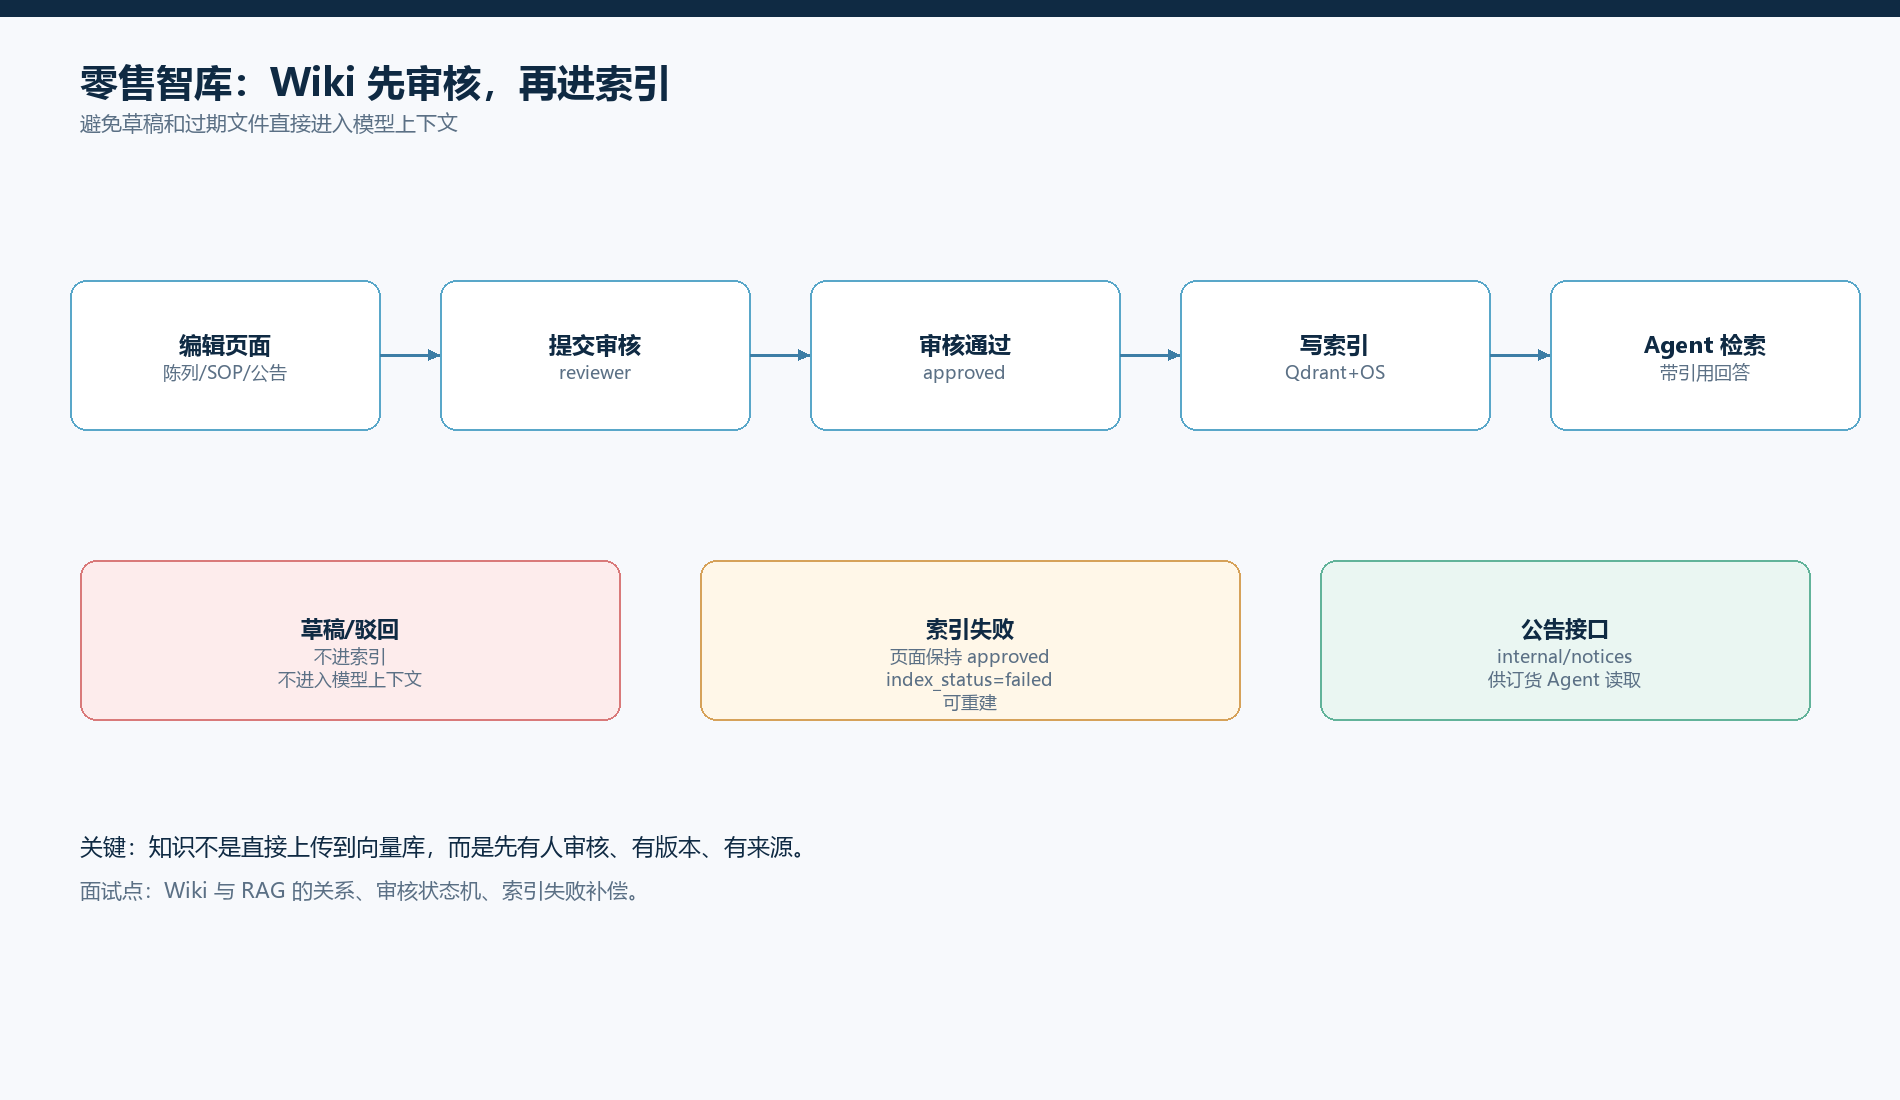 零售智库：Wiki 先审核，再进索引
避免草稿和过期文件直接进入模型上下文
编辑页面
陈列/SOP/公告
提交审核
reviewer
审核通过
approved
写索引
Qdrant+OS
Agent 检索
带引用回答
草稿/驳回
不进索引
不进入模型上下文
索引失败
页面保持 approved
index_status=failed
可重建
公告接口
internal/notices
供订货 Agent 读取
关键：知识不是直接上传到向量库，而是先有人审核、有版本、有来源。
面试点：Wiki 与 RAG 的关系、审核状态机、索引失败补偿。